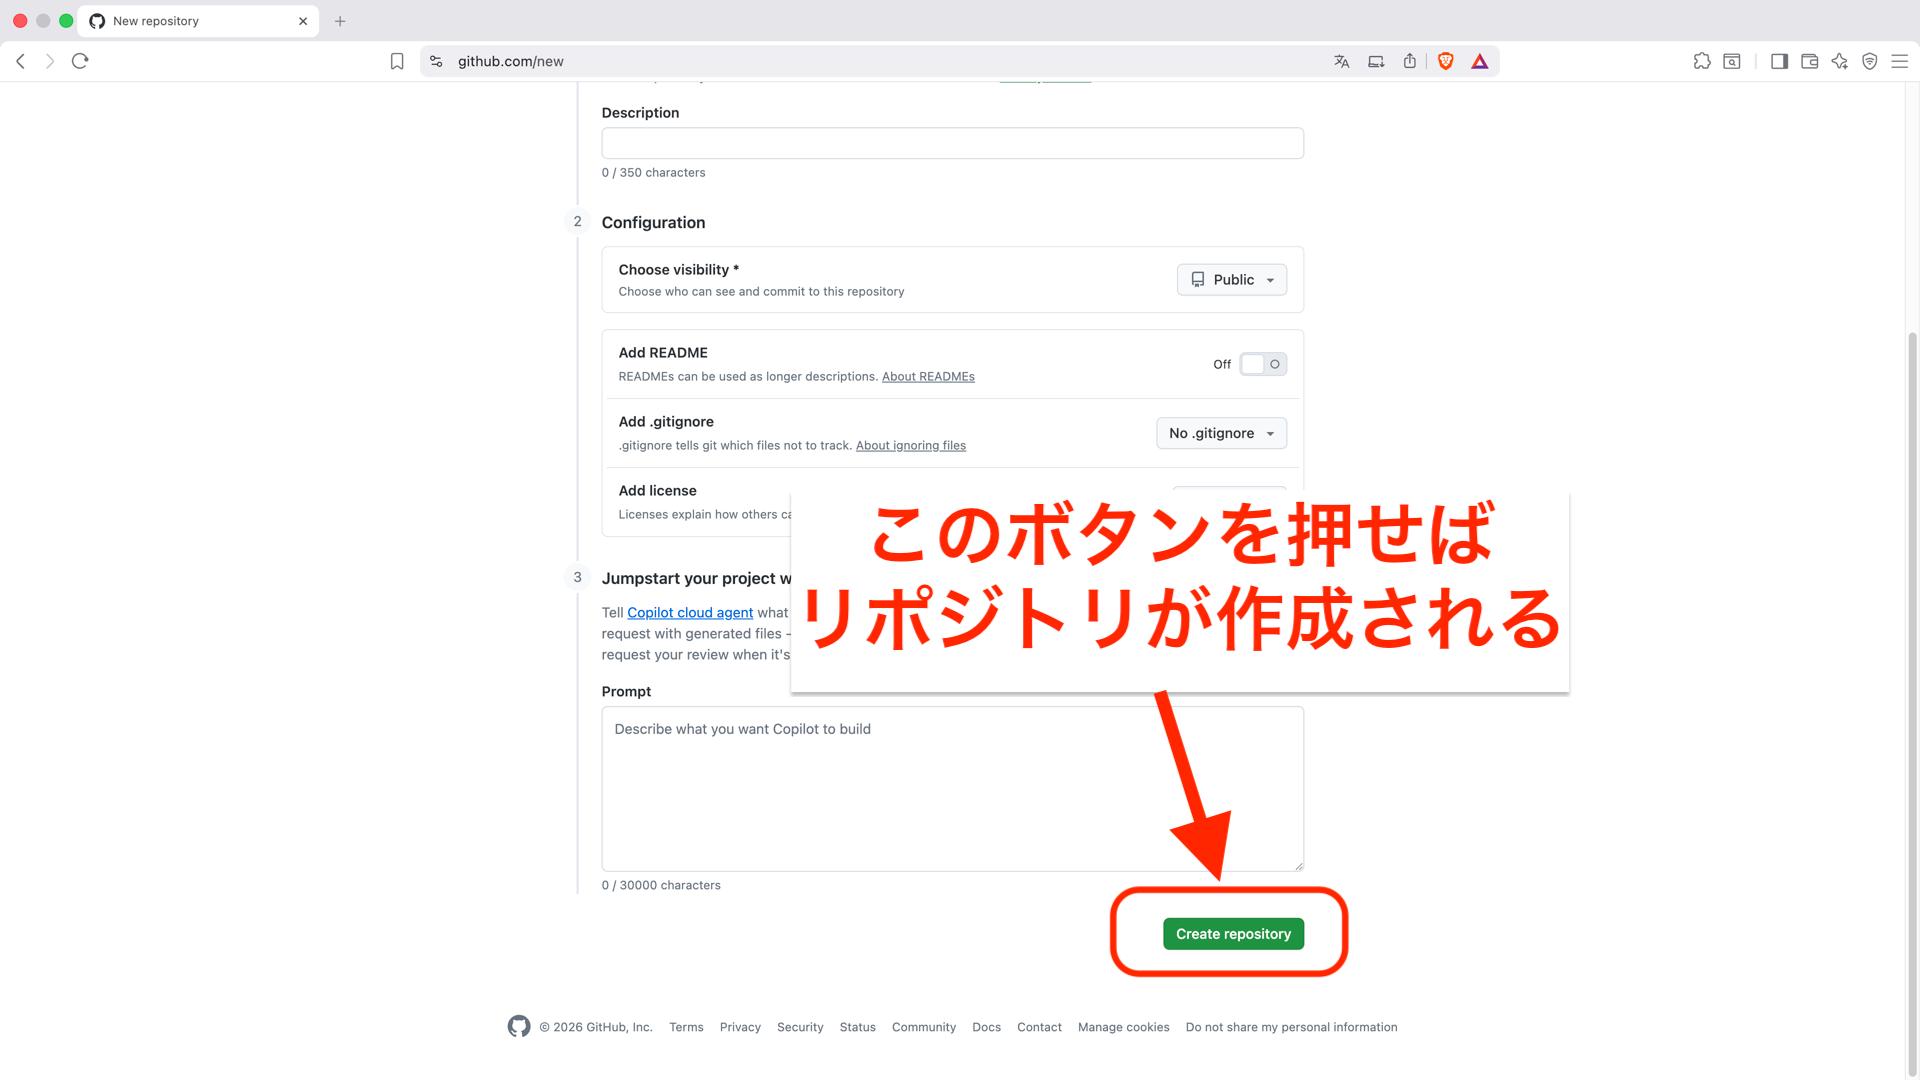 New repository
github.com/new
Description
0 / 350 characters
2
Configuration
Choose visibility *
Choose who can see and commit to this repository
Public
Add README
READMEs can be used as longer descriptions. About READMEs
Off
Add .gitignore
.gitignore tells git which files not to track. About ignoring files
No .gitignore
Add license
Licenses explain how others
このボタンを押せば
リポジトリが作成される
3
Jumpstart your project
Tell Copilot cloud agent what
request with generated files -
request your review when it's
Prompt
Describe what you want Copilot to build
0 / 30000 characters
Create repository
© 2026 GitHub, Inc. Terms Privacy Security Status Community Docs Contact Manage cookies Do not share my personal information